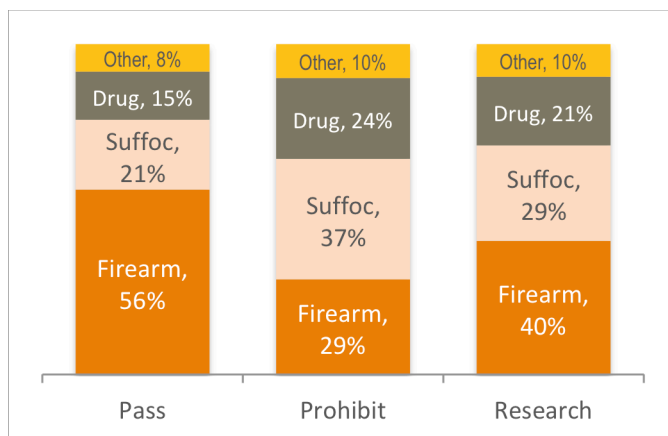 Other, 8%
Drug, 15%
Suffoc,
21%
Firearm,
56%
Other, 10%
Drug, 24%
Suffoc,
37%
Firearm,
29%
Other, 10%
Drug, 21%
Suffoc,
29%
Firearm,
40%
Pass
Prohibit
Research